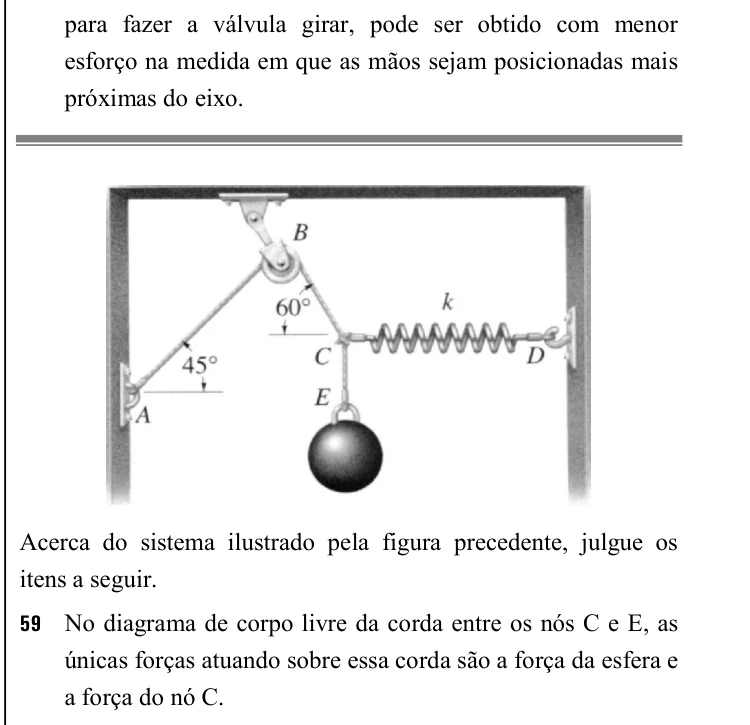 para fazer a válvula girar, pode ser obtido com menor
esforço na medida em que as mãos sejam posicionadas mais
próximas do eixo.
B
60°
k
C
D
45°
E
A
Acerca do sistema ilustrado pela figura precedente, julgue os
itens a seguir.
59 No diagrama de corpo livre da corda entre os nós C e E, as
únicas forças atuando sobre essa corda são a força da esfera e
a força do nó C.